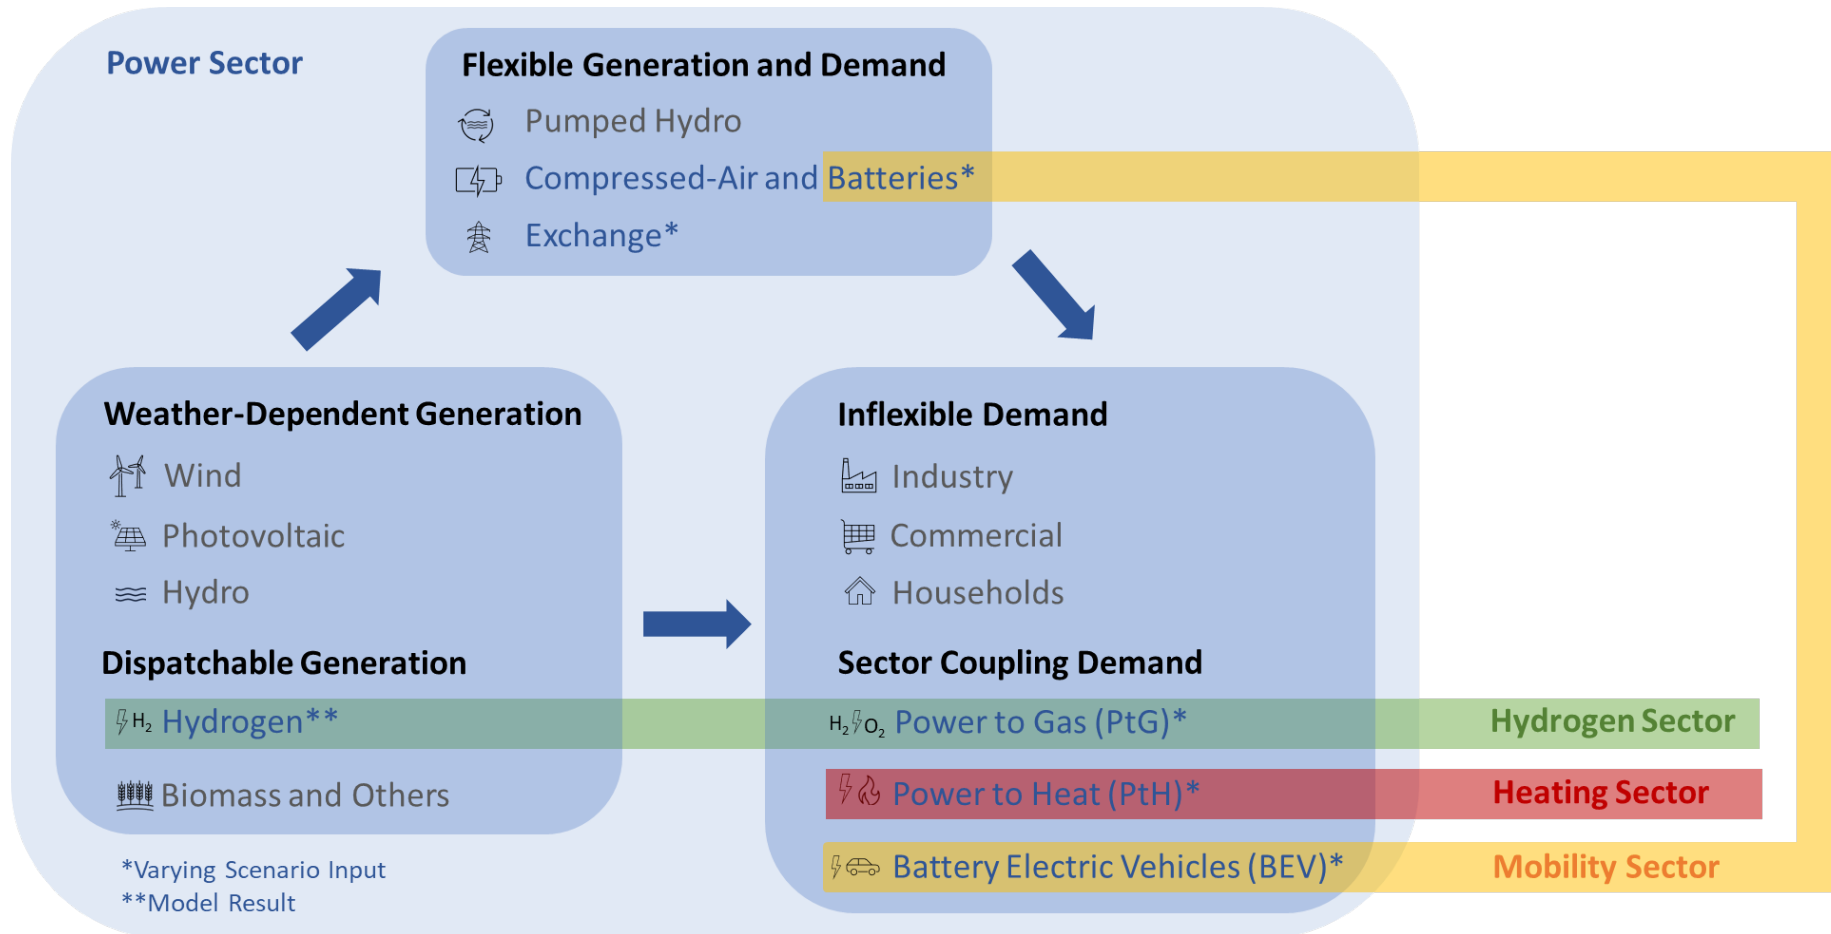 Power Sector
Flexible Generation and Demand
Pumped Hydro
Compressed-Air and Batteries*
Exchange*
Weather-Dependent Generation
Wind
Photovoltaic
Hydro
Dispatchable Generation
H₂ Hydrogen**
Biomass and Others
*Varying Scenario Input
**Model Result
Inflexible Demand
Industry
Commercial
Households
Sector Coupling Demand
H₂ O₂ Power to Gas (PtG)*
Hydrogen Sector
Power to Heat (PtH)*
Heating Sector
Battery Electric Vehicles (BEV)*
Mobility Sector